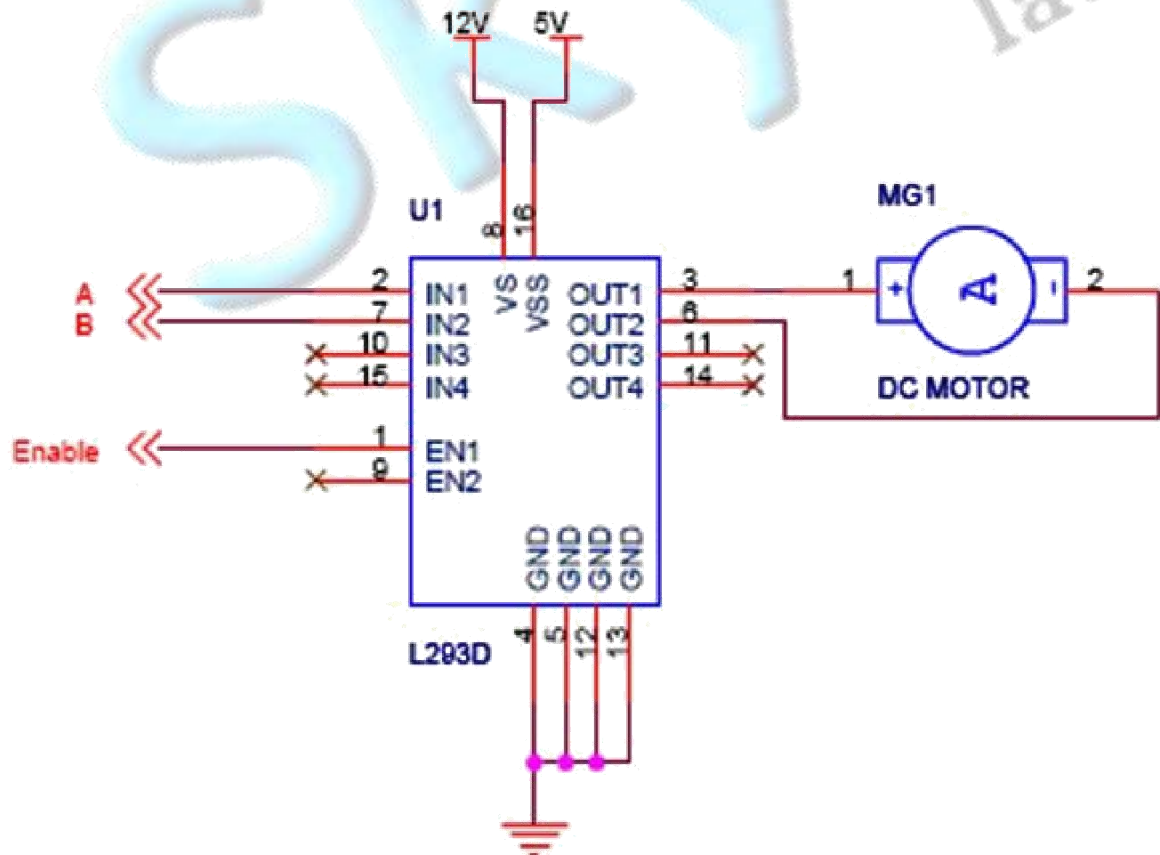 SKY
la
12V 5V
U1
8 16
MG1
A 2 IN1 VS VSS OUT1 3 1 + A - 2
B 7 IN2 OUT2 6
10 IN3 OUT3 11
15 IN4 OUT4 14
DC MOTOR
Enable 1 EN1
9 EN2
GND GND GND GND
L293D
4 5 12 13